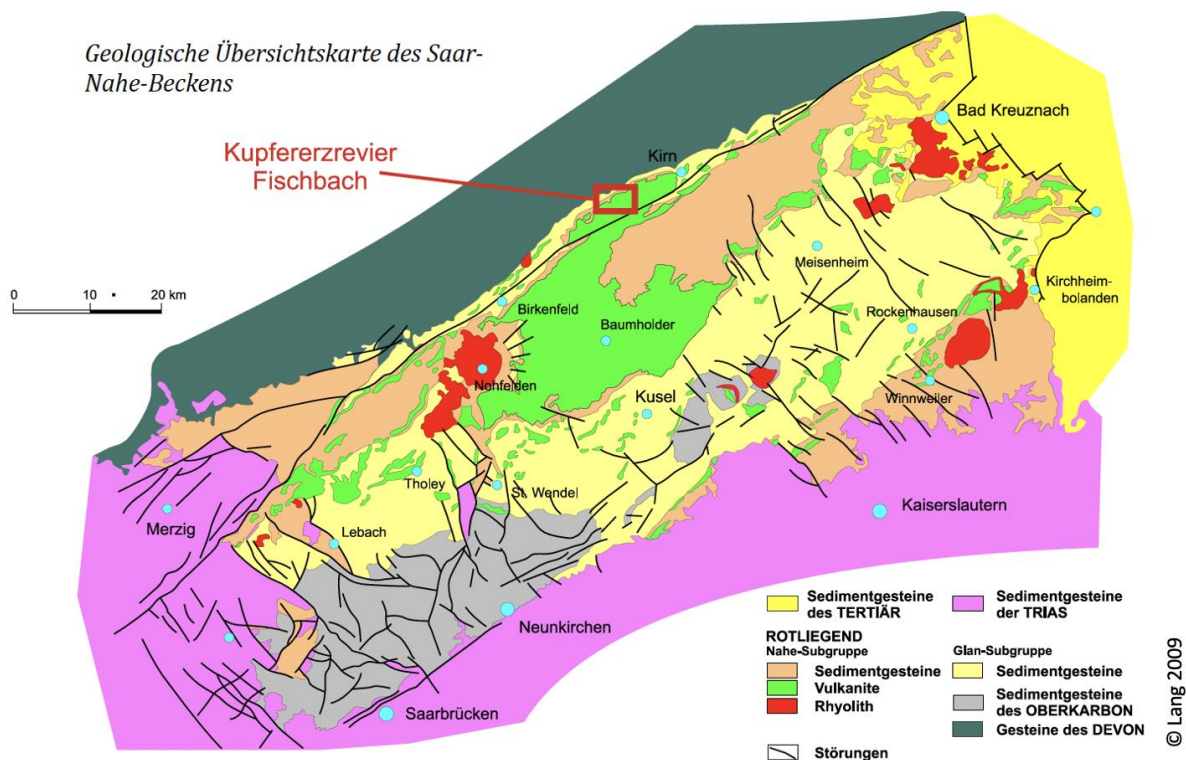 Geologische Übersichtskarte des Saar-
Nahe-Beckens
Kupfererzrevier
Fischbach
Kirn
Bad Kreuznach
0 10 20 km
Meisenheim
Kirchheim-
bolanden
Birkenfeld
Baumholder
Rockenhausen
Nohfelden
Kusel
Winnweiler
Tholey
St. Wendel
Merzig
Lebach
Kaiserslautern
Neunkirchen
Saarbrücken
Sedimentgesteine
des TERTIÄR
Sedimentgesteine
der TRIAS
ROTLIEGEND
Nahe-Subgruppe
Glan-Subgruppe
Sedimentgesteine
Vulkanite
Rhyolith
Sedimentgesteine
Sedimentgesteine
des OBERKARBON
Gesteine des DEVON
Störungen
© Lang 2009